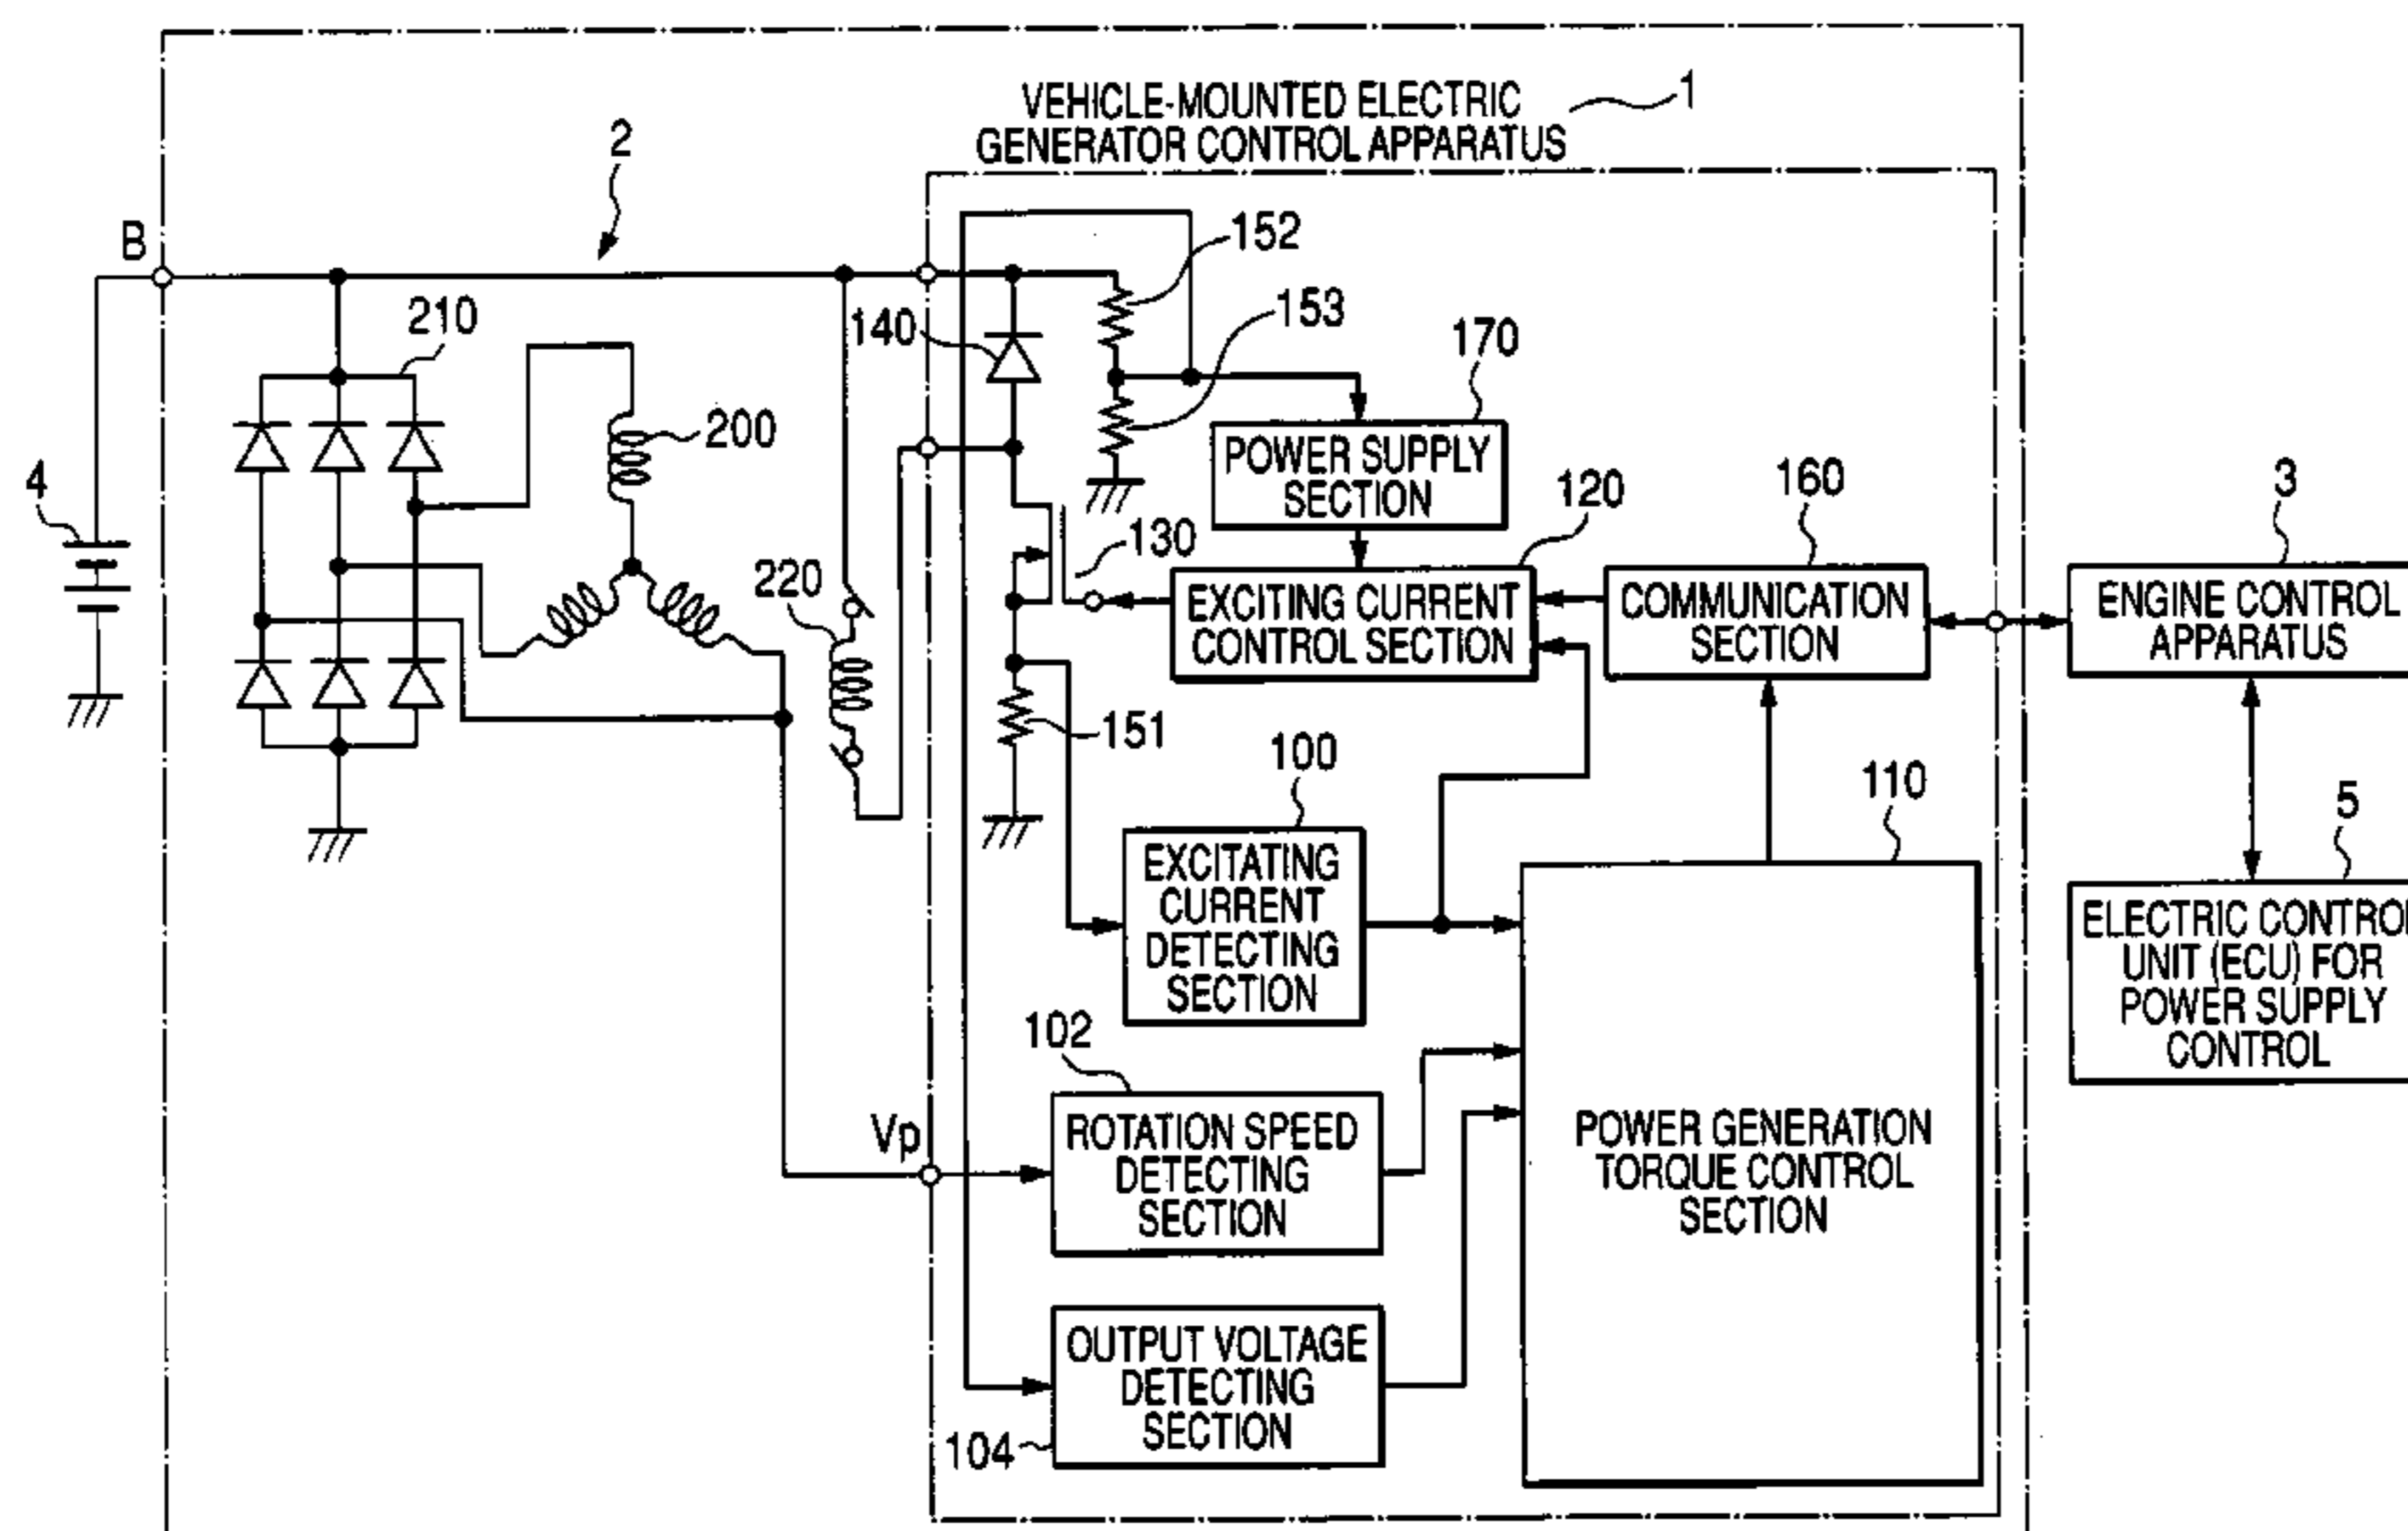 VEHICLE-MOUNTED ELECTRIC
GENERATOR CONTROL APPARATUS
1
2
B
152
153
140
170
210
200
POWER SUPPLY
SECTION
4
120
160
3
130
220
EXCITING CURRENT
CONTROL SECTION
COMMUNICATION
SECTION
ENGINE CONTROL
APPARATUS
151
100
110
5
EXCITATING
CURRENT
DETECTING
SECTION
ELECTRIC CONTROL
UNIT (ECU) FOR
POWER SUPPLY
CONTROL
102
Vp
ROTATION SPEED
DETECTING
SECTION
POWER GENERATION
TORQUE CONTROL
SECTION
OUTPUT VOLTAGE
DETECTING
SECTION
104